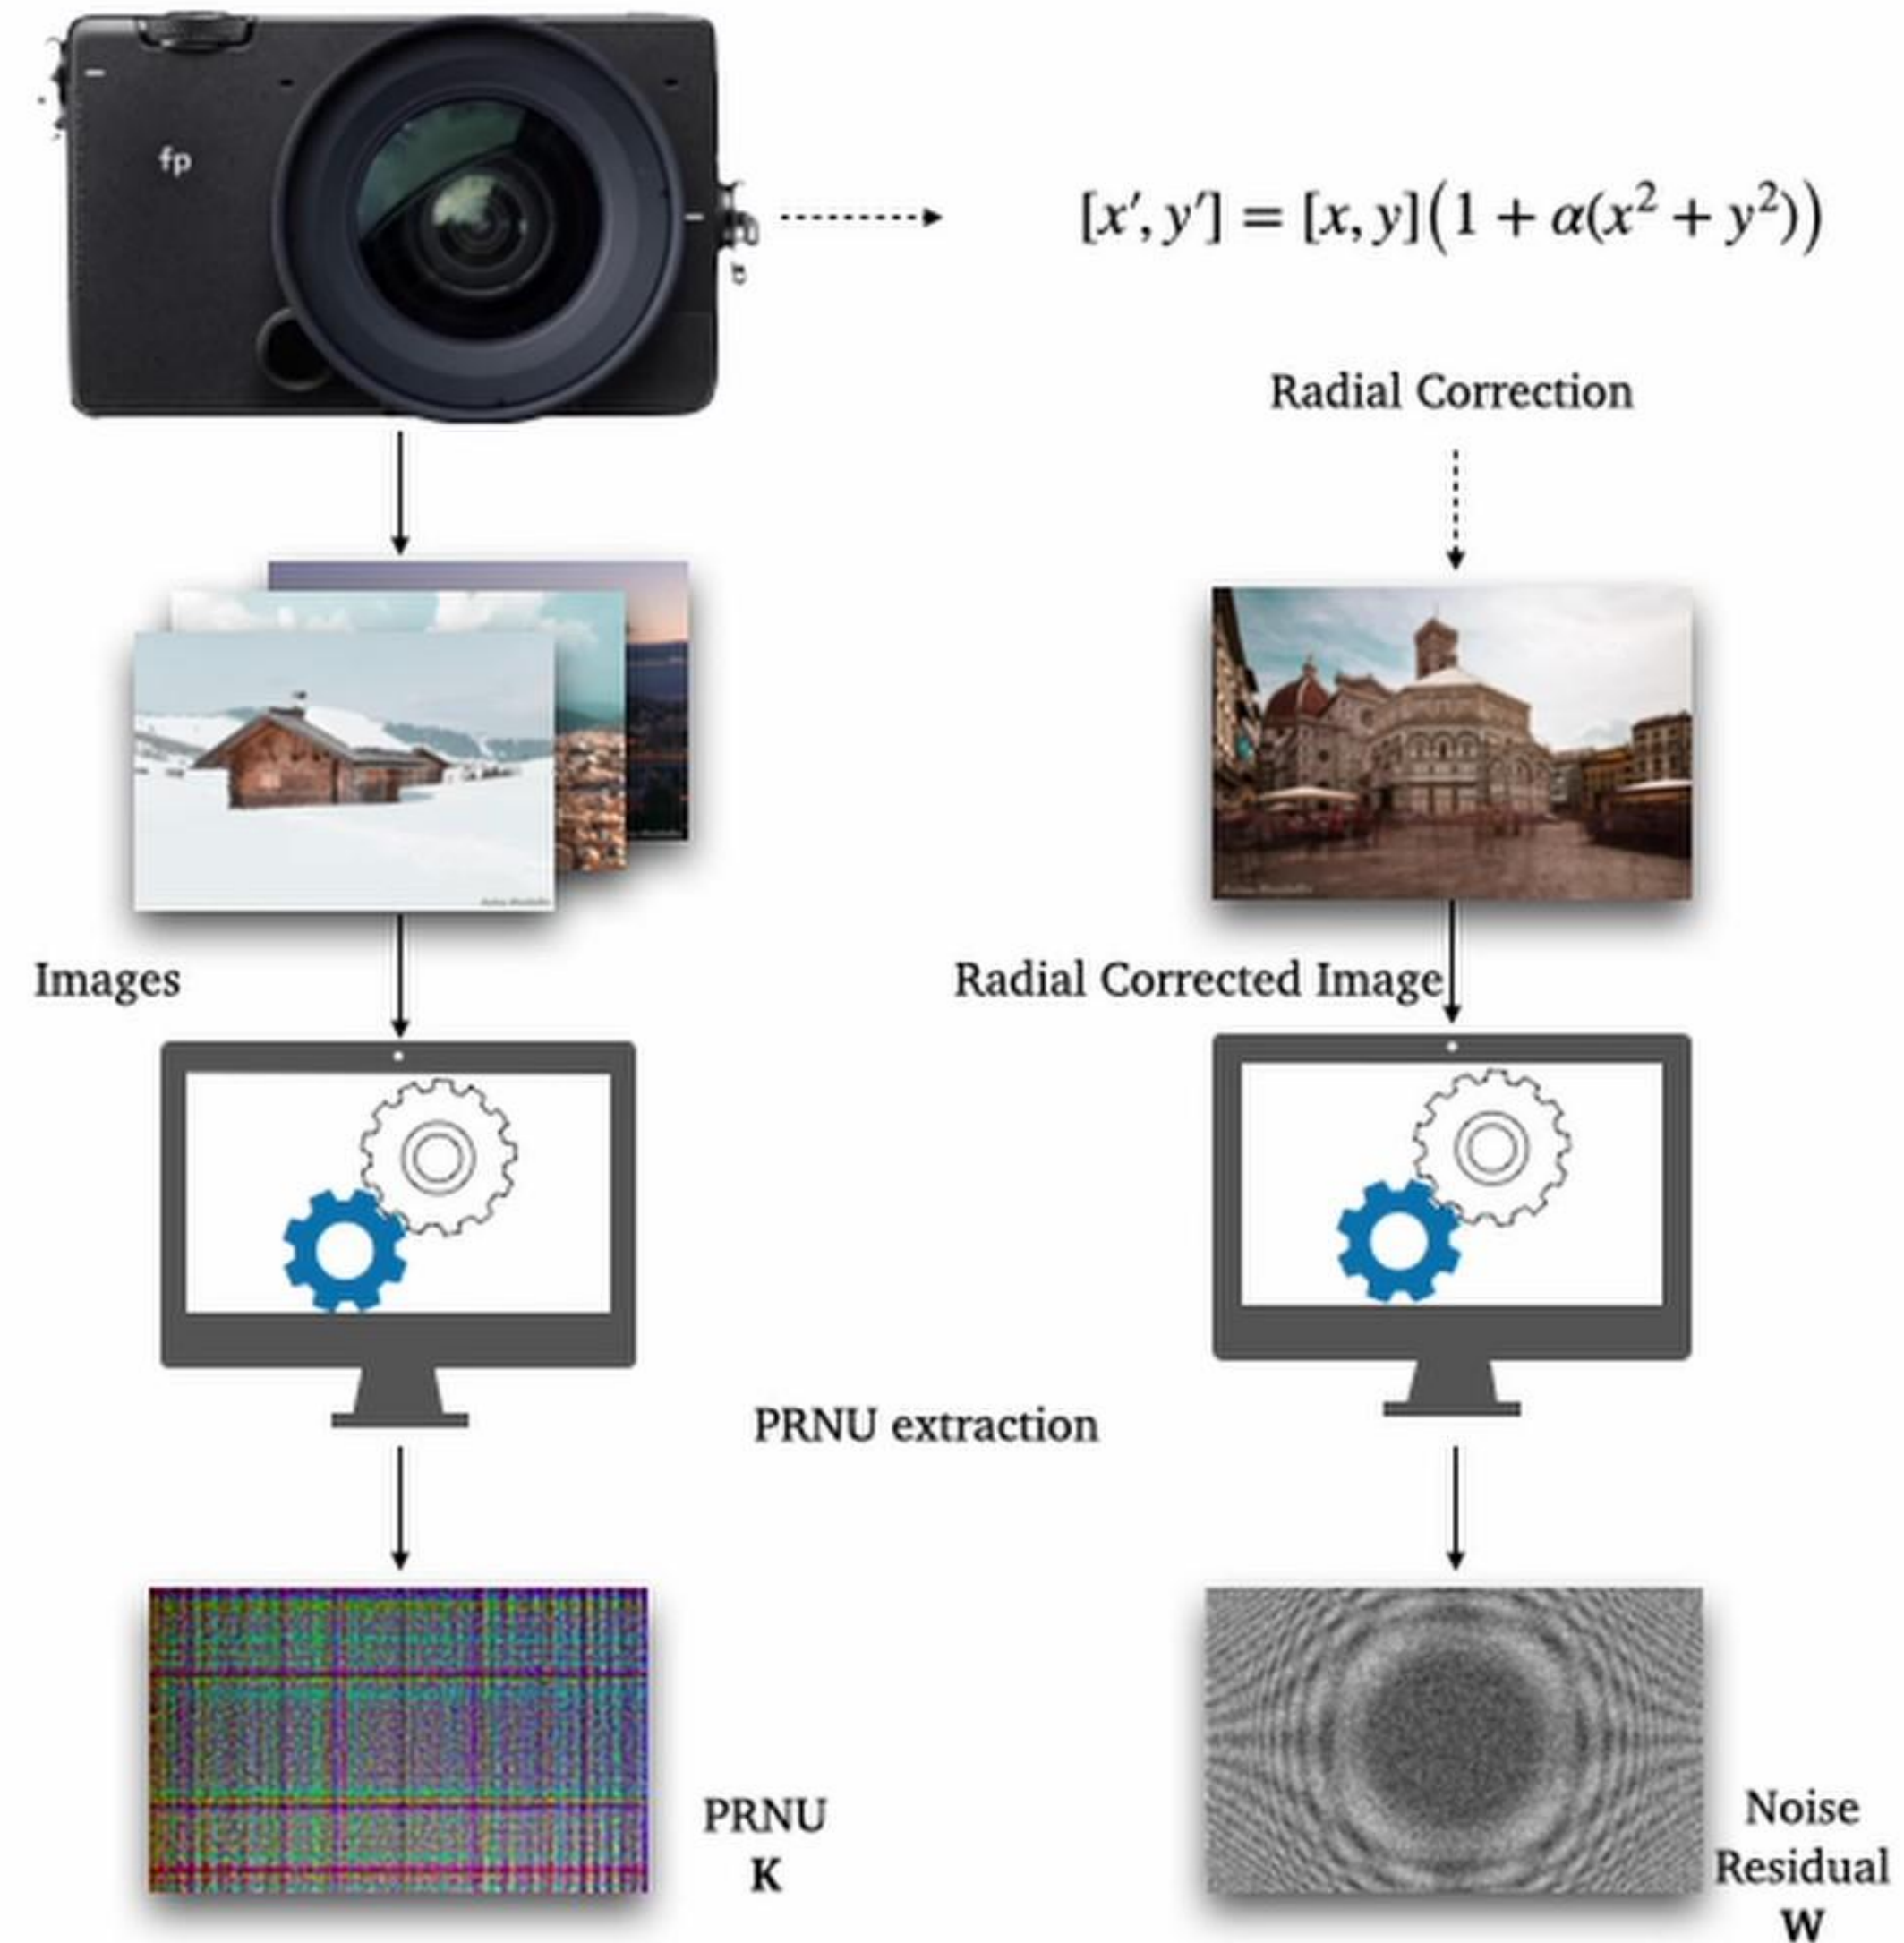 fp
[x′, y′] = [x, y](1 + α(x² + y²))
Radial Correction
Images
Radial Corrected Image
PRNU extraction
PRNU
K
Noise
Residual
W